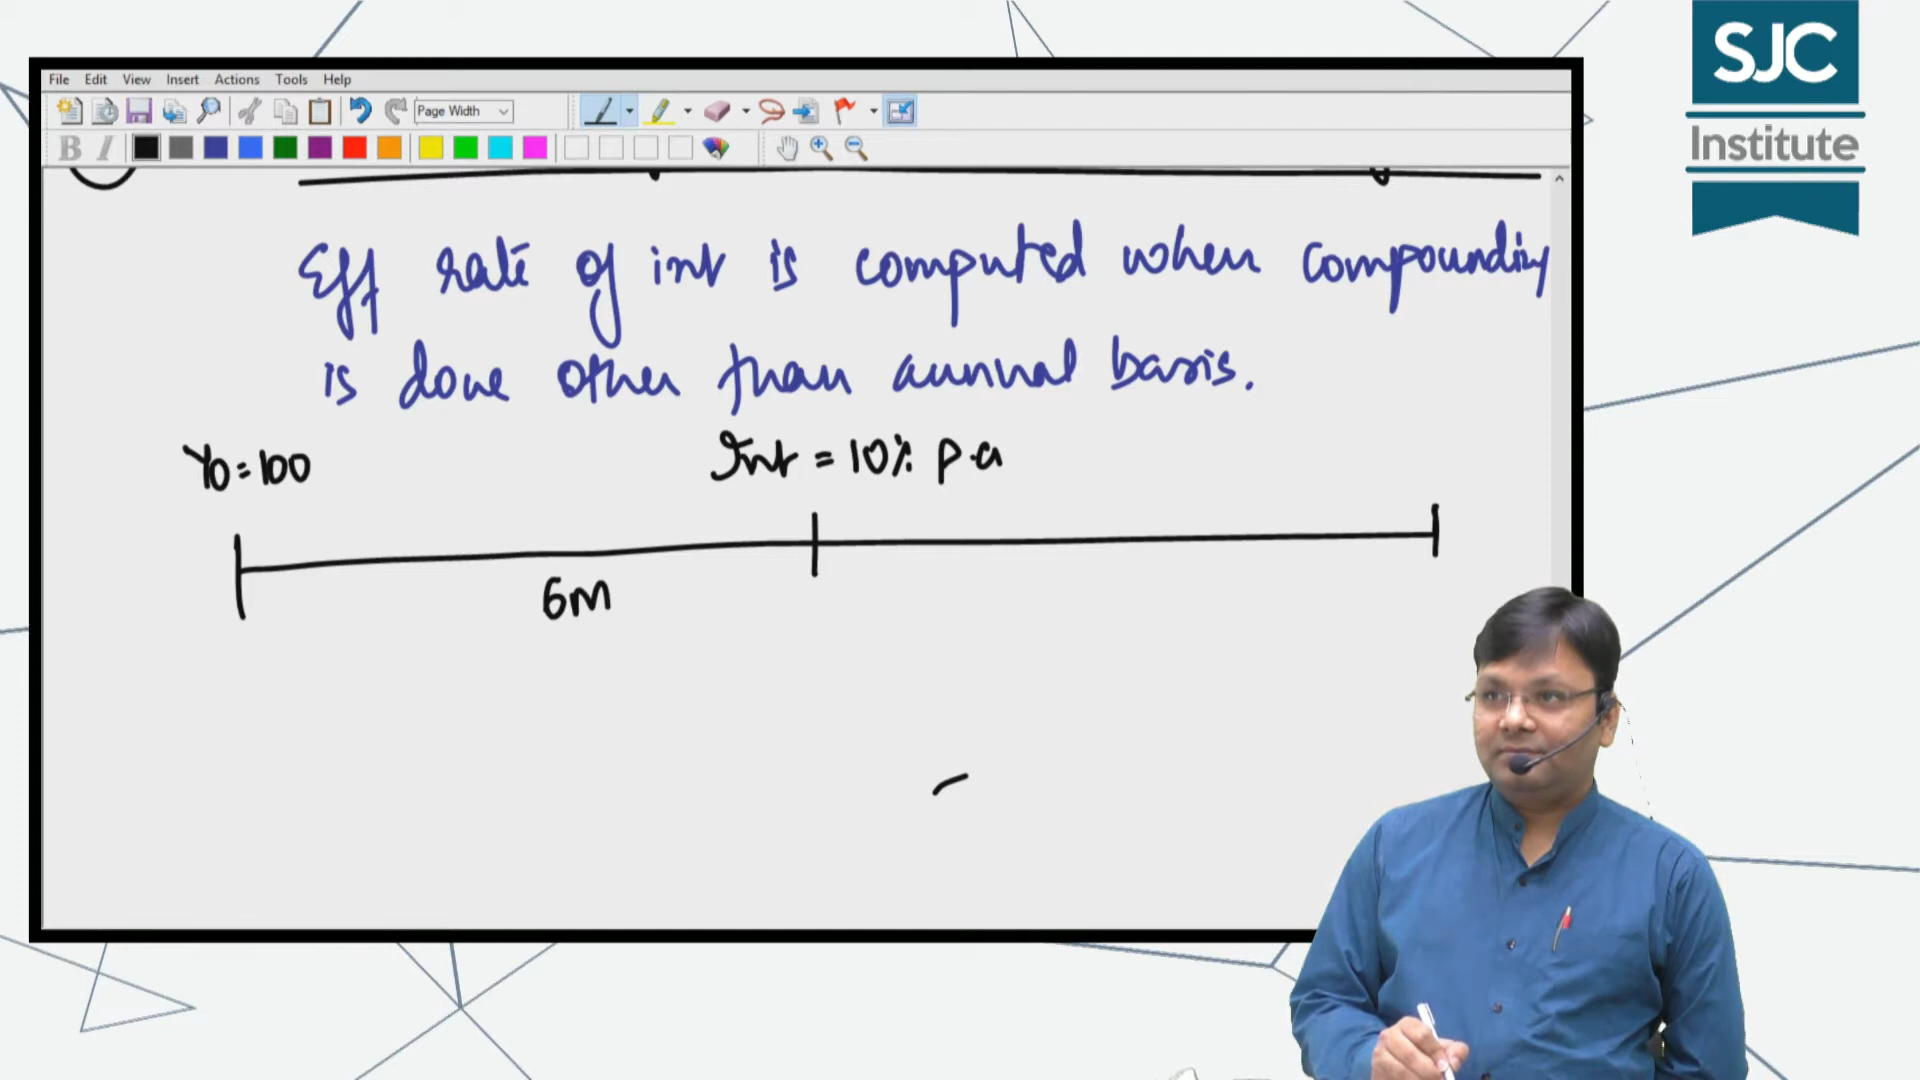 SJC
Institute
File Edit View Insert Actions Tools Help
Page Width
B I
Eff rate of int is computed when compounding
is done other than annual basis.
Y0=100
Int = 10% p.a
6m